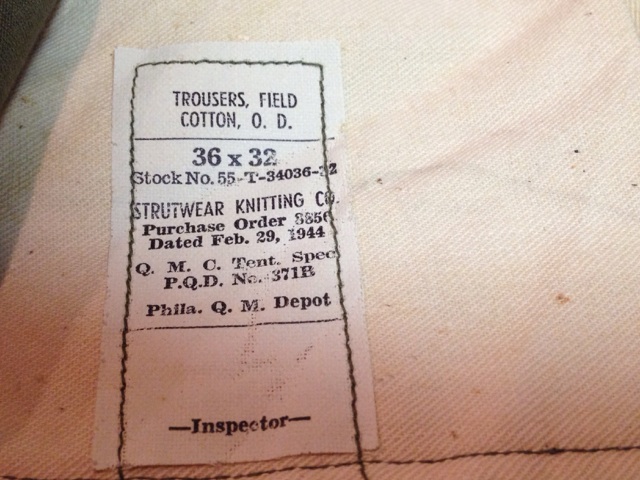 TROUSERS, FIELD
COTTON, O. D.
36 x 32
Stock No. 55-T-34036-32
STRUTWEAR KNITTING CO.
Purchase Order 8856
Dated Feb. 29, 1944
Q. M. C. Tent. Spec
P.Q.D. No. 371B
Phila. Q. M. Depot
—Inspector—